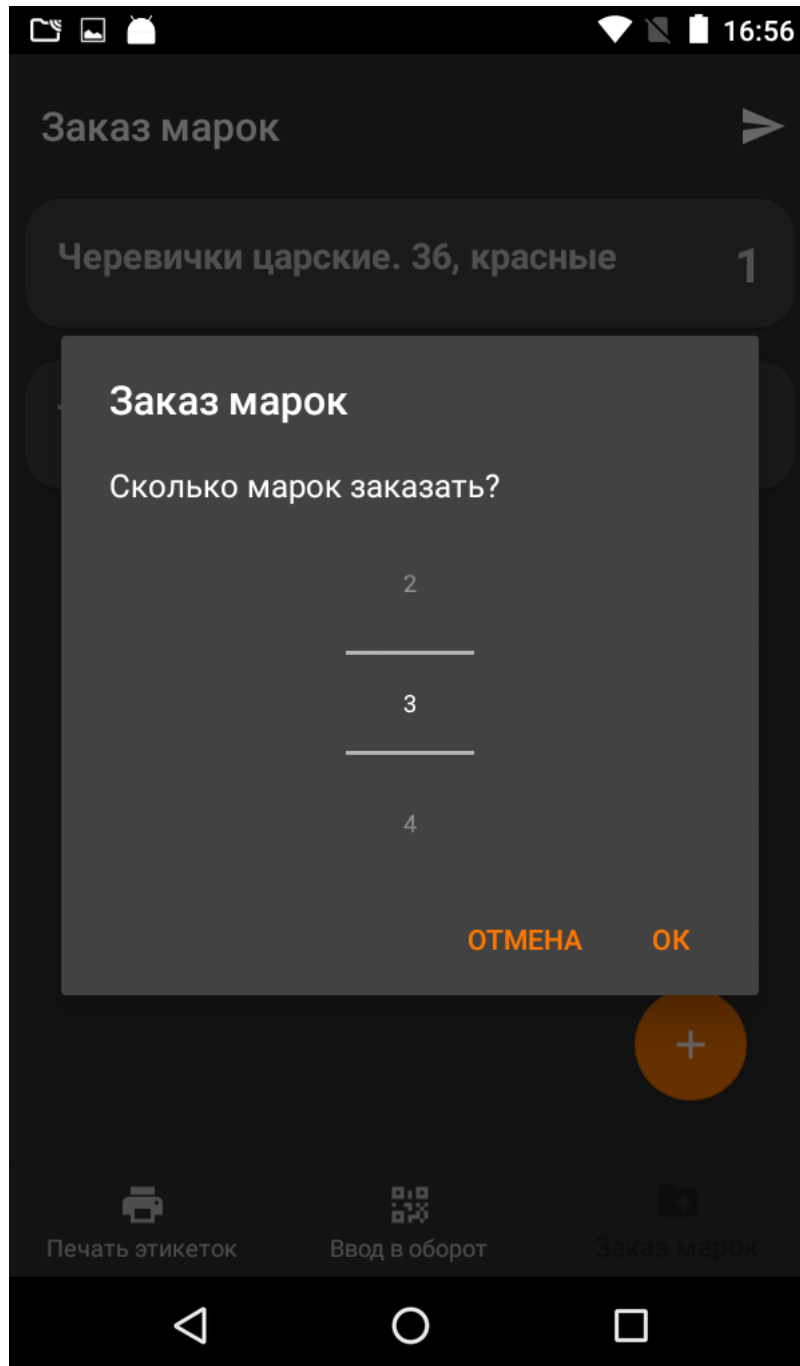 16:56
Заказ марок
Черевички царские. 36, красные
1
Заказ марок
Сколько марок заказать?
2
3
4
ОТМЕНА ОК
Печать этикеток Ввод в оборот Заказ марок